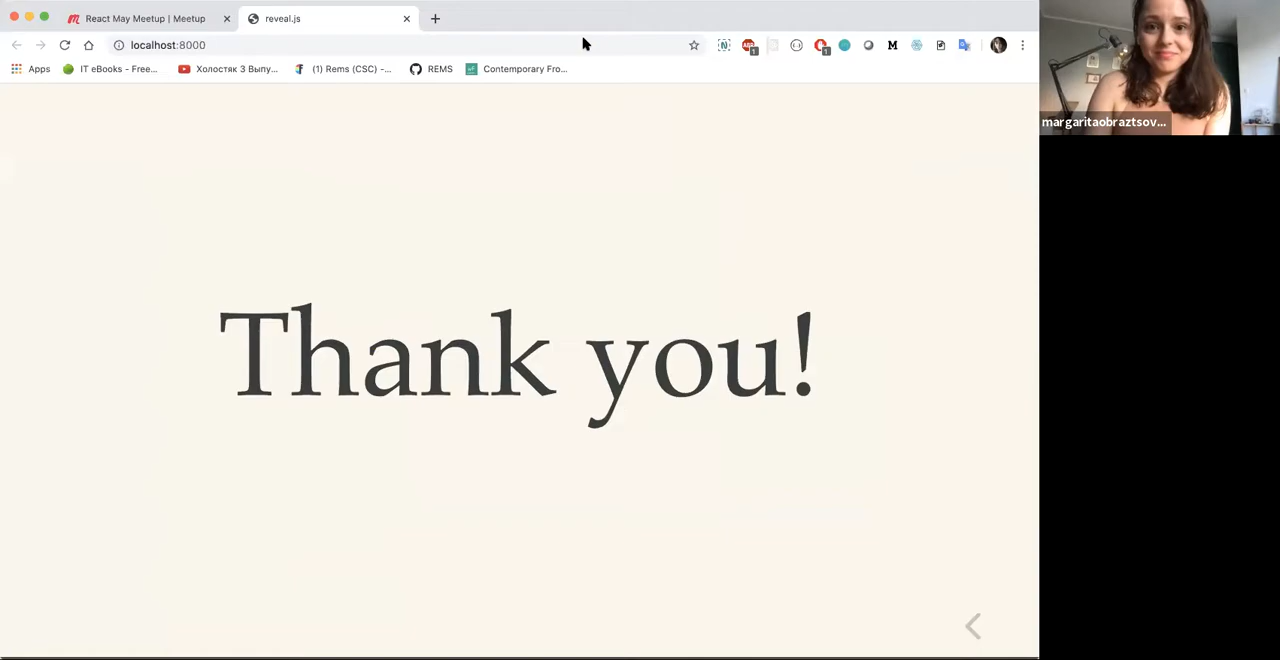 React May Meetup | Meetup
reveal.js
localhost:8000
Apps
IT eBooks - Free...
Холостяк 3 Выпу...
(1) Rems (CSC) -...
REMS
Contemporary Fro...
margaritaobraztsov...
Thank you!